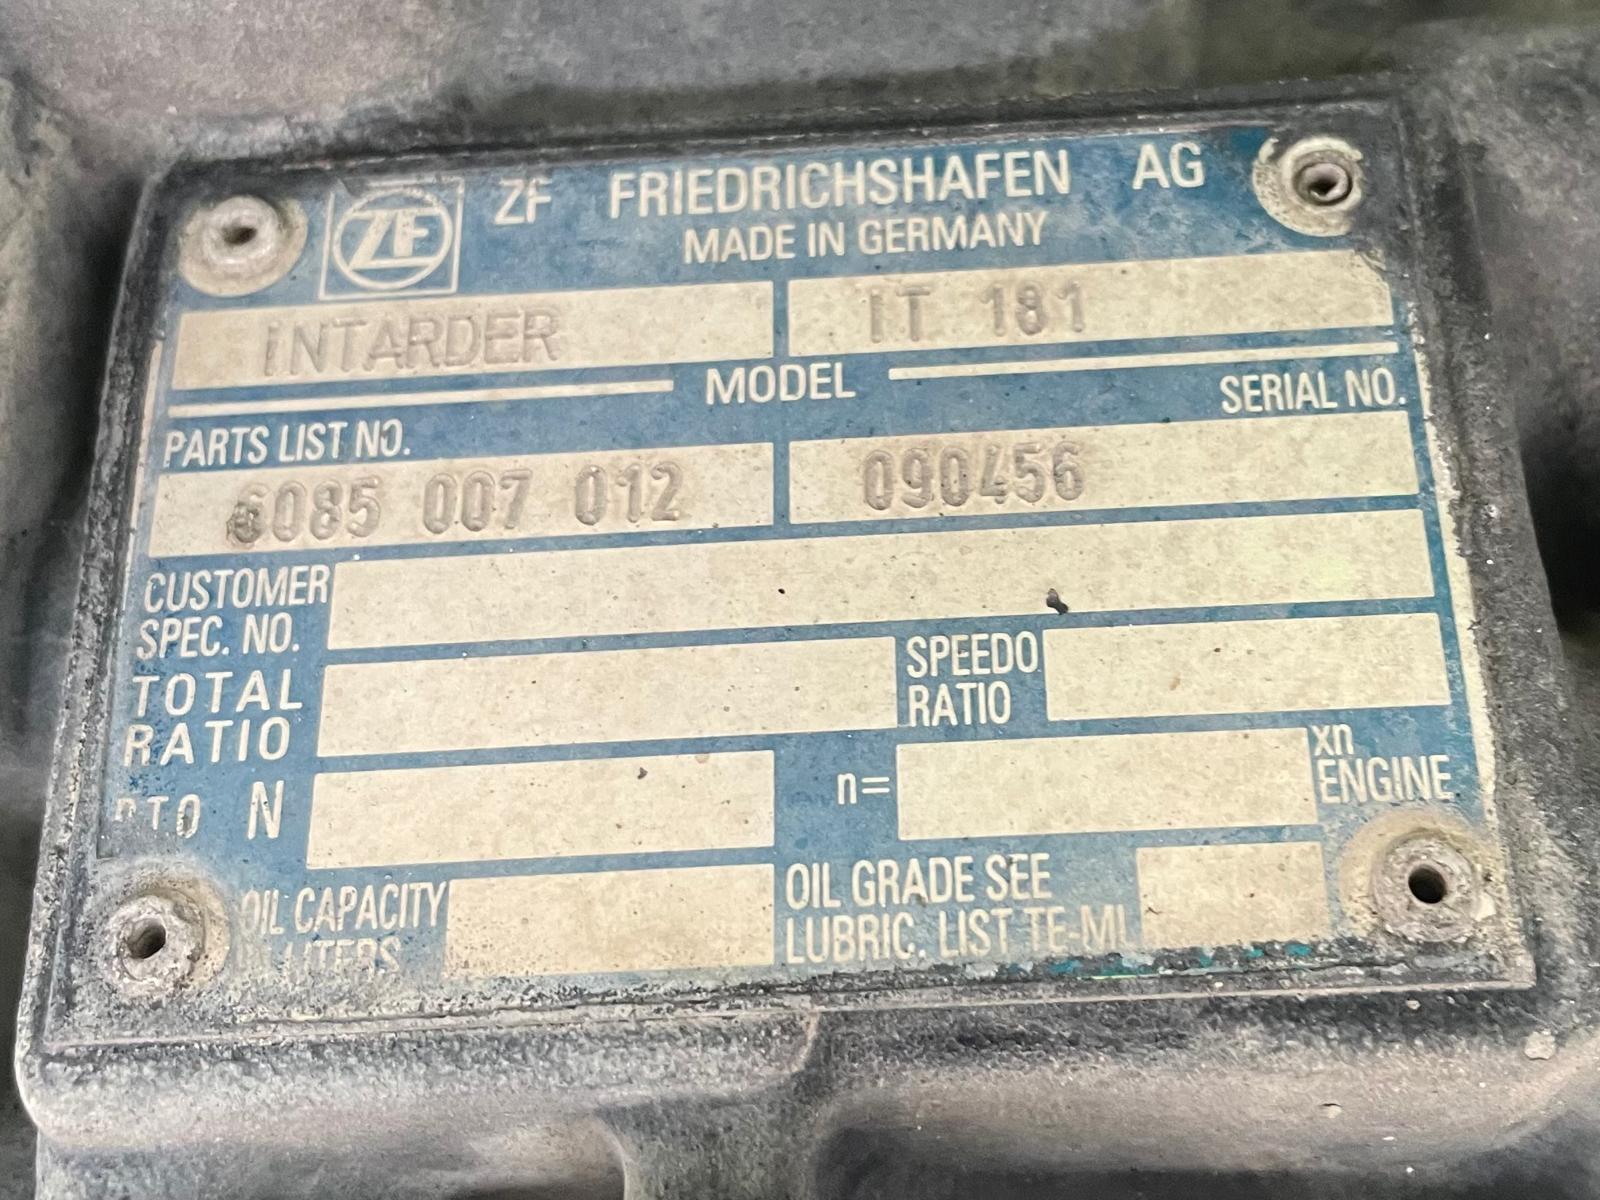 ZF ZF FRIEDRICHSHAFEN AG
MADE IN GERMANY
INTARDER IT 181
MODEL
PARTS LIST NO. SERIAL NO.
6085 007 012 090456
CUSTOMER
SPEC. NO.
TOTAL
RATIO
SPEEDO
RATIO
PTO N n= xn
ENGINE
OIL CAPACITY
LITERS
OIL GRADE SEE
LUBRIC. LIST TE-ML